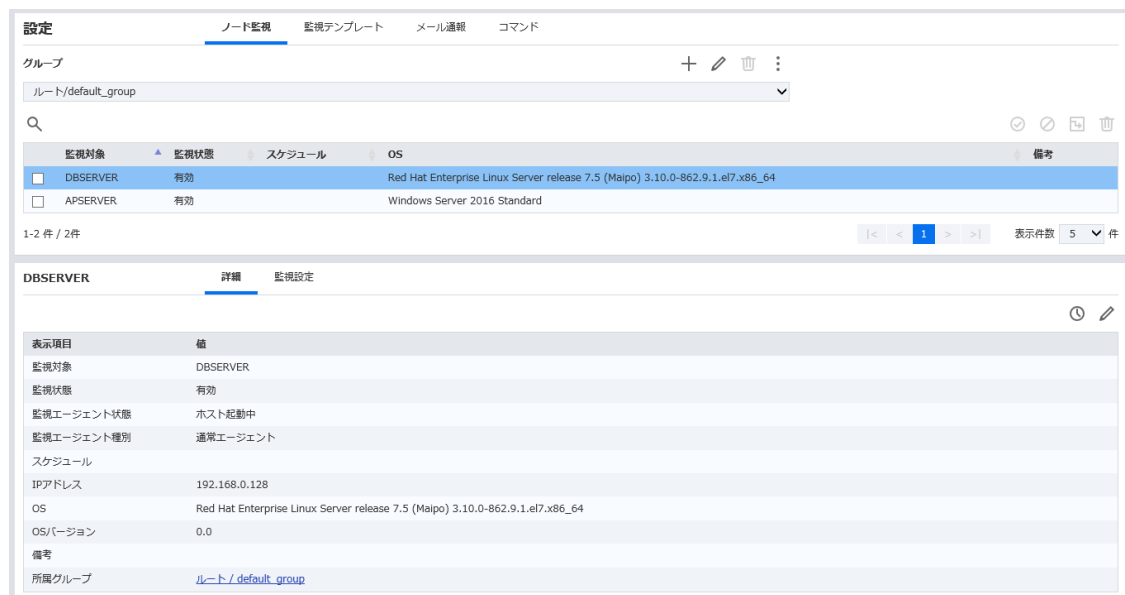 設定 ノード監視 監視テンプレート メール通報 コマンド
グループ
ルート/default_group
監視対象 監視状態 スケジュール OS 備考
DBSERVER 有効 Red Hat Enterprise Linux Server release 7.5 (Maipo) 3.10.0-862.9.1.el7.x86_64
APSERVER 有効 Windows Server 2016 Standard
1-2 件 / 2件 |< < 1 > >| 表示件数 5 件
DBSERVER 詳細 監視設定
表示項目 値
監視対象 DBSERVER
監視状態 有効
監視エージェント状態 ホスト起動中
監視エージェント種別 通常エージェント
スケジュール
IPアドレス 192.168.0.128
OS Red Hat Enterprise Linux Server release 7.5 (Maipo) 3.10.0-862.9.1.el7.x86_64
OSバージョン 0.0
備考
所属グループ ルート / default_group